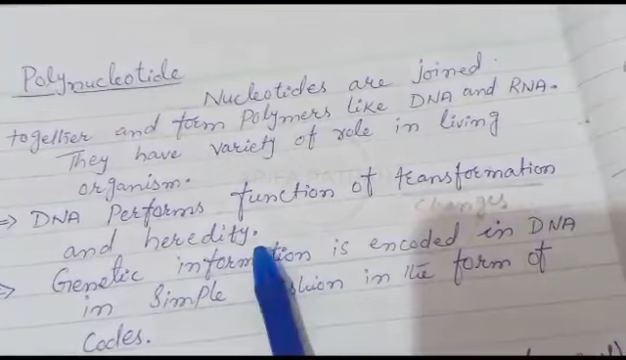 Polynucleotide
Nucleotides are joined
together and form Polymers like DNA and RNA.
They have variety of role in living
organism.
=> DNA Performs function of transformation
changes
and heredity.
=> Genetic information is encoded in DNA
in Simple in the form of
Codes.